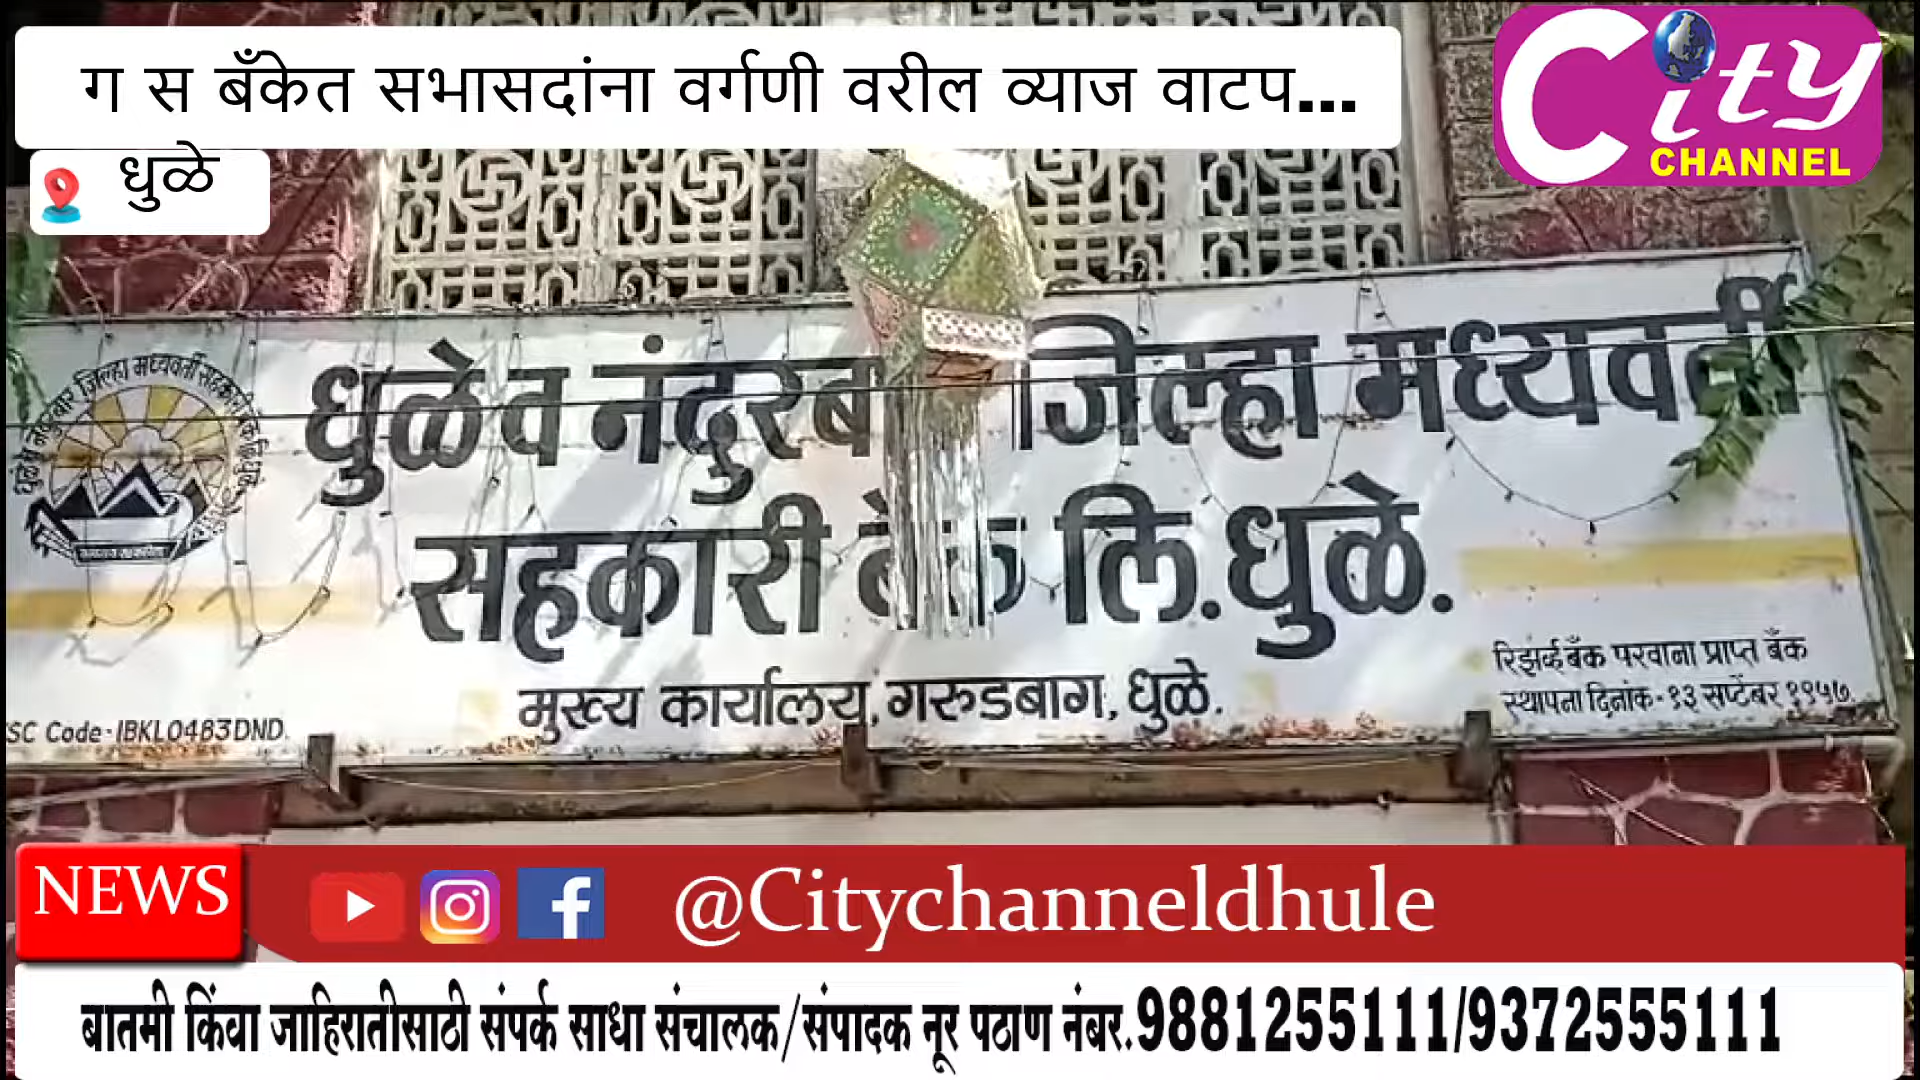 ग स बँकेत सभासदांना वर्गणी वरील व्याज वाटप...
City
CHANNEL
धुळे
धुळे व नंदुरब जिल्हा मध्यवर्ती
सहकारी बँक लि. धुळे.
मुख्य कार्यालय, गरुडबाग, धुळे.
रिझर्व्ह बँक परवाना प्राप्त बँक
स्थापना दिनांक-१३ सप्टेंबर १९५७
SC Code-IBKL0483DND.
NEWS
@Citychanneldhule
बातमी किंवा जाहिरातीसाठी संपर्क साधा संचालक/संपादक नूर पठाण नंबर.9881255111/9372555111